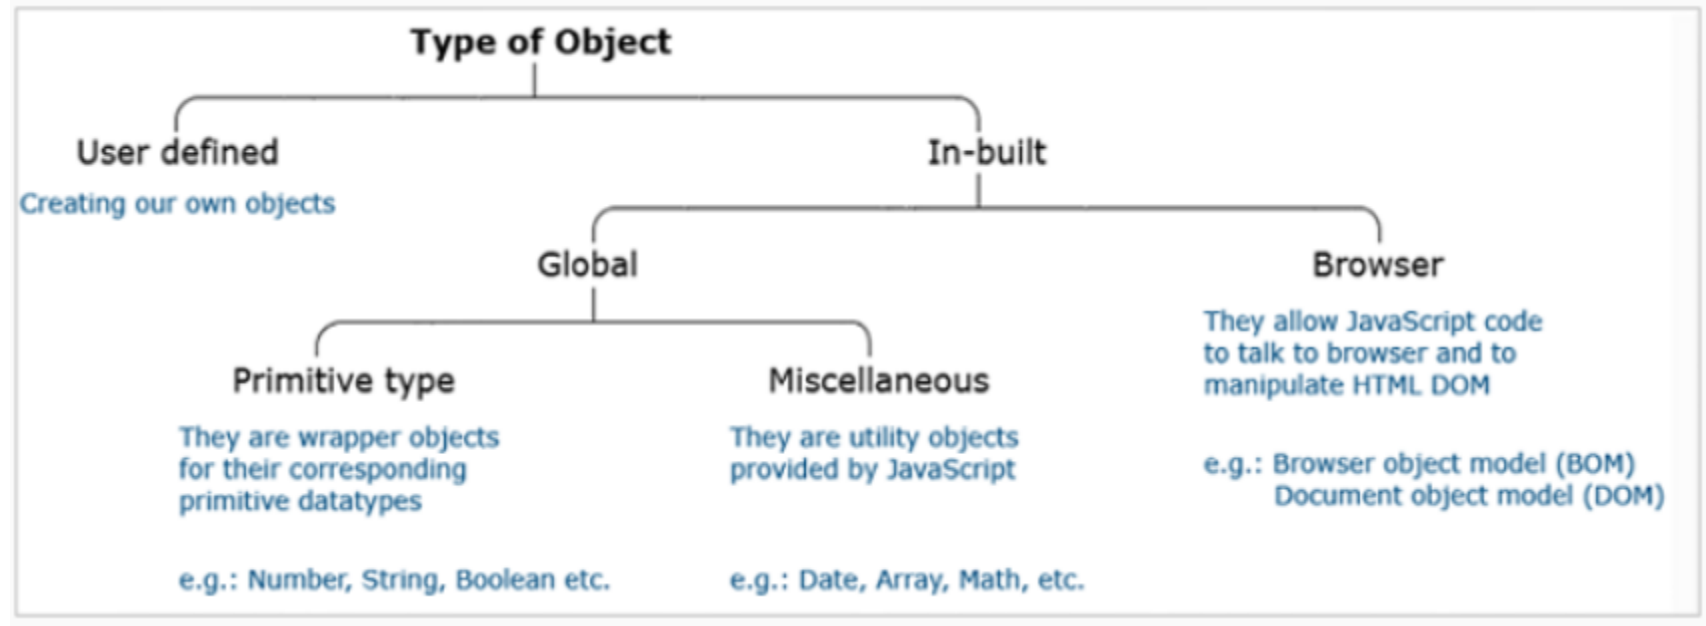 Type of Object
User defined
In-built
Creating our own objects
Global
Browser
They allow JavaScript code
to talk to browser and to
manipulate HTML DOM
e.g.: Browser object model (BOM)
Document object model (DOM)
Primitive type
Miscellaneous
They are wrapper objects
for their corresponding
primitive datatypes
e.g.: Number, String, Boolean etc.
They are utility objects
provided by JavaScript
e.g.: Date, Array, Math, etc.